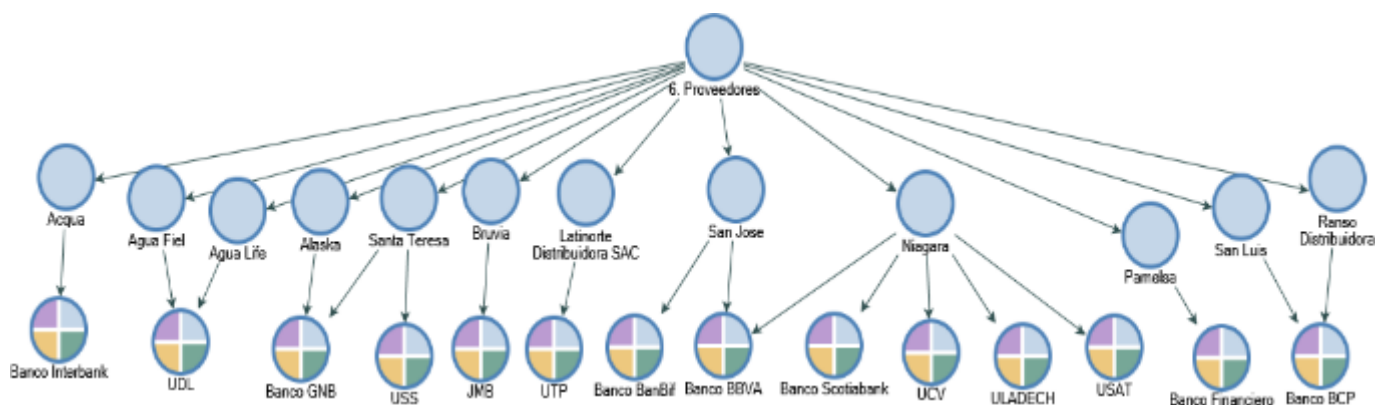 6. Proveedores
Acqua
Agua Fiel
Agua Life
Alaska
Santa Teresa
Bruvia
Latinorte
Distribuidora SAC
San Jose
Niagara
Pamelsa
San Luis
Ranso
Distribuidora
Banco Interbank
UDL
Banco GNB
USS
JMB
UTP
Banco BanBif
Banco BBVA
Banco Scotiabank
UCV
ULADECH
USAT
Banco Financiero
Banco BCP